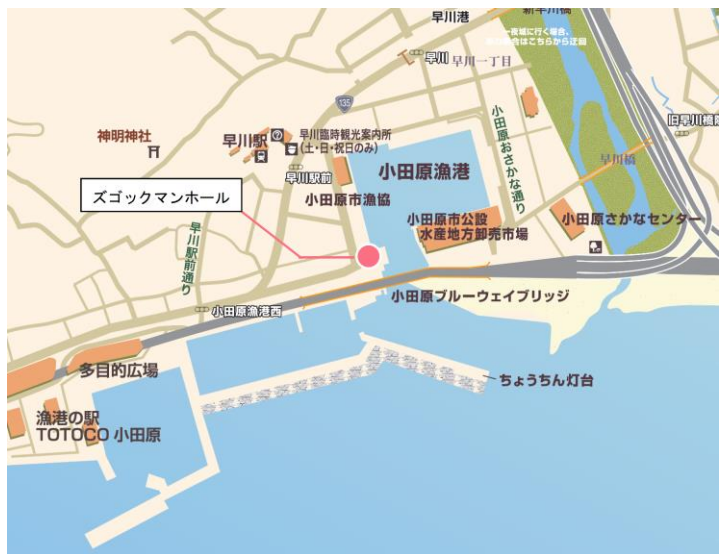 早川港
新早川橋
一夜城に行く場合、
こちらから迂回
早川
早川一丁目
135
旧早川橋
神明神社
早川駅
早川臨時観光案内所
(土・日・祝日のみ)
早川駅前
小田原漁港
小田原おさかな通り
早川橋
ズゴックマンホール
小田原市漁協
小田原市公設
水産地方卸売市場
小田原さかなセンター
早川駅前通り
小田原ブルーウェイブリッジ
小田原漁港西
多目的広場
ちょうちん灯台
漁港の駅
TOTOCO 小田原